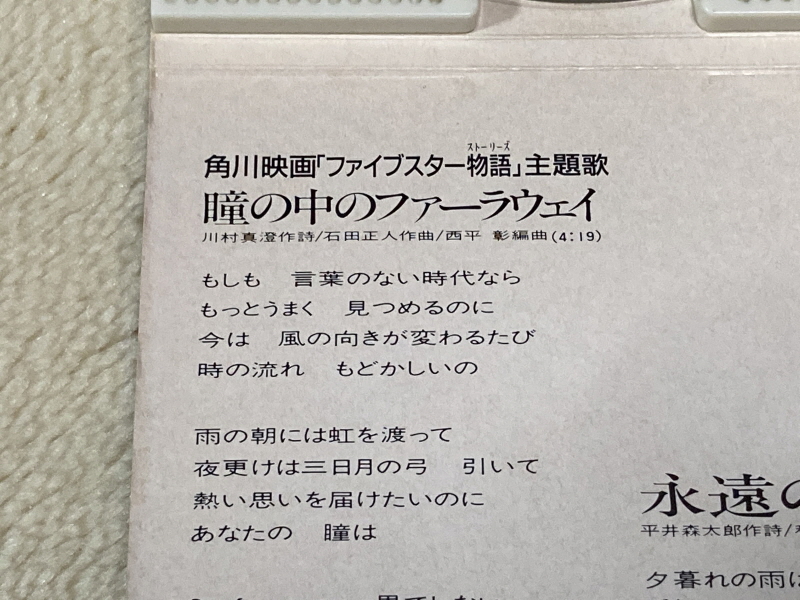 角川映画「ファイブスター物語」主題歌
ストーリーズ
瞳の中のファーラウェイ
川村真澄作詩/石田正人作曲/西平 彰編曲(4:19)
もしも 言葉のない時代なら
もっとうまく 見つめるのに
今は 風の向きが変わるたび
時の流れ もどかしいの
雨の朝には虹を渡って
夜更けは三日月の弓 引いて
熱い思いを届けたいのに
あなたの 瞳は
永遠の
平井森太郎作詩/
夕暮れの雨は